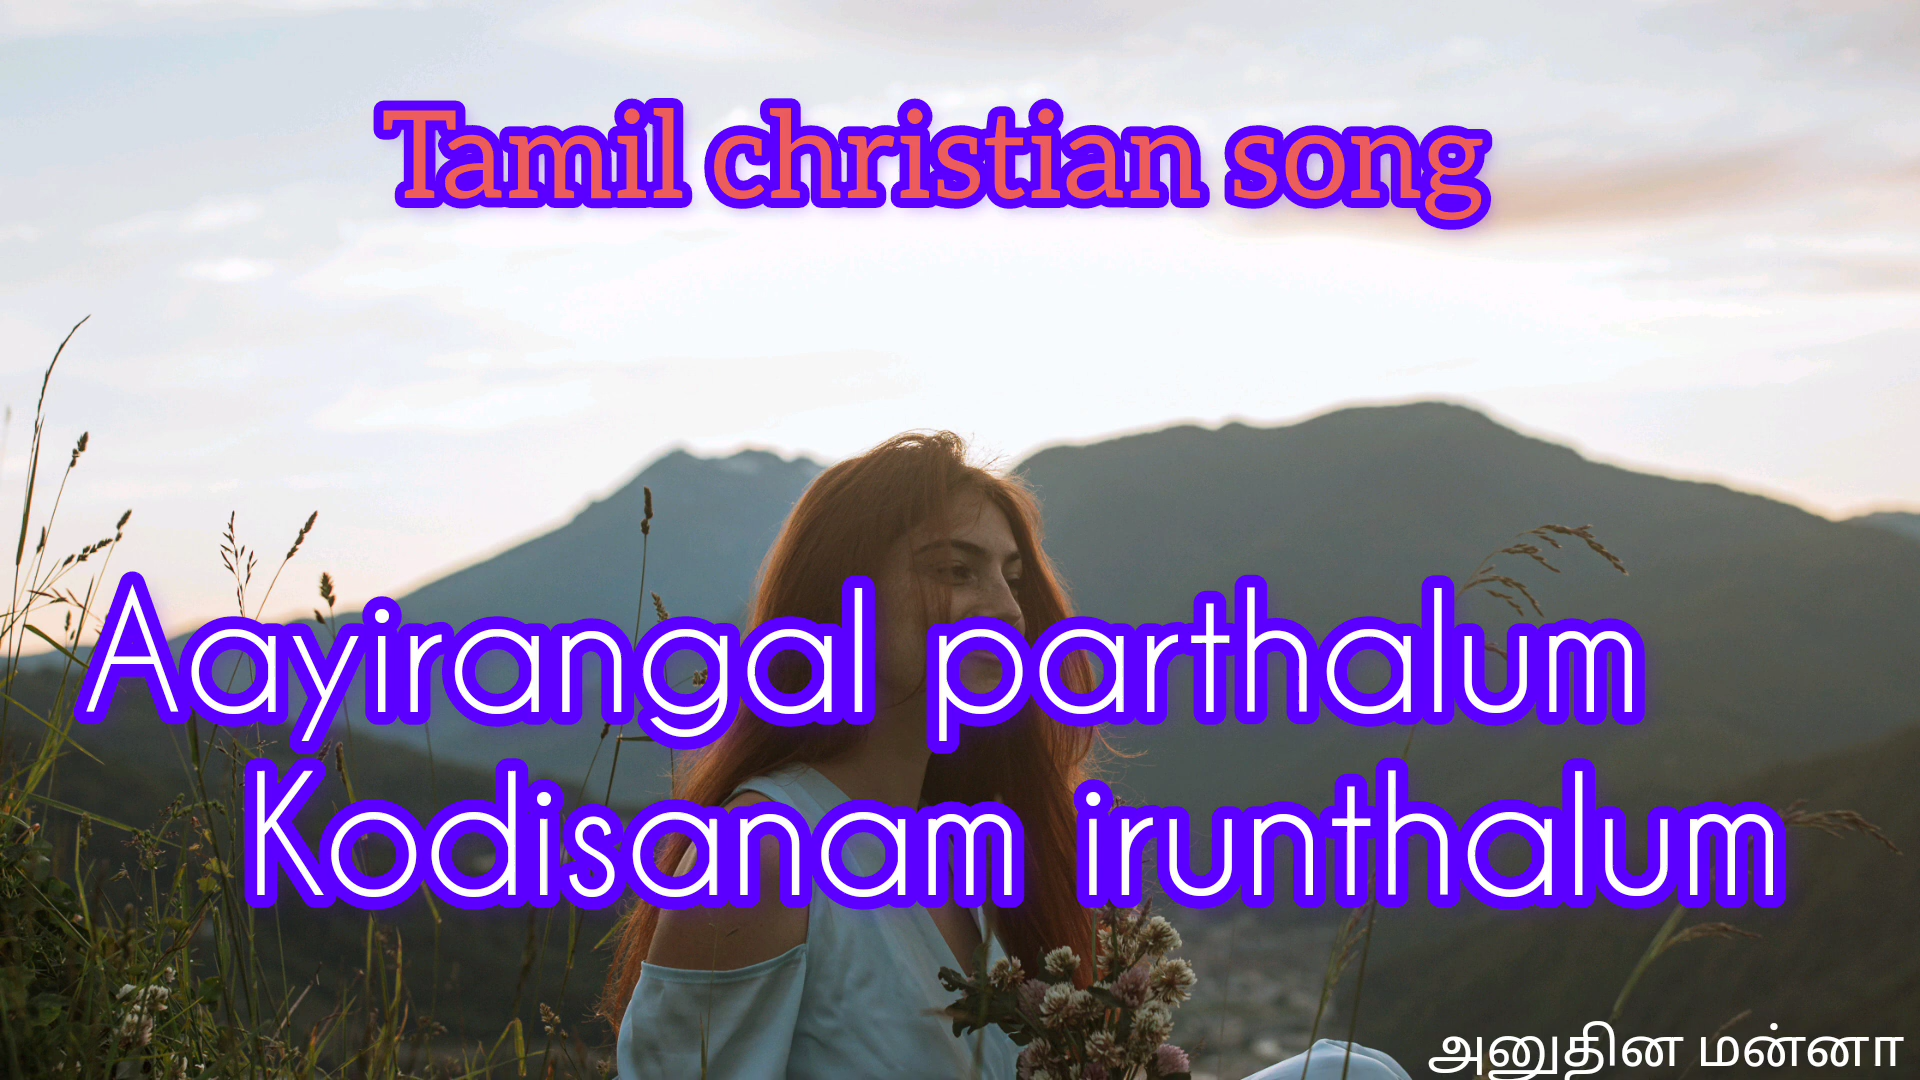 Tamil christian song
Aayirangal parthalum
Kodisanam irunthalum
அனுதின மன்னா